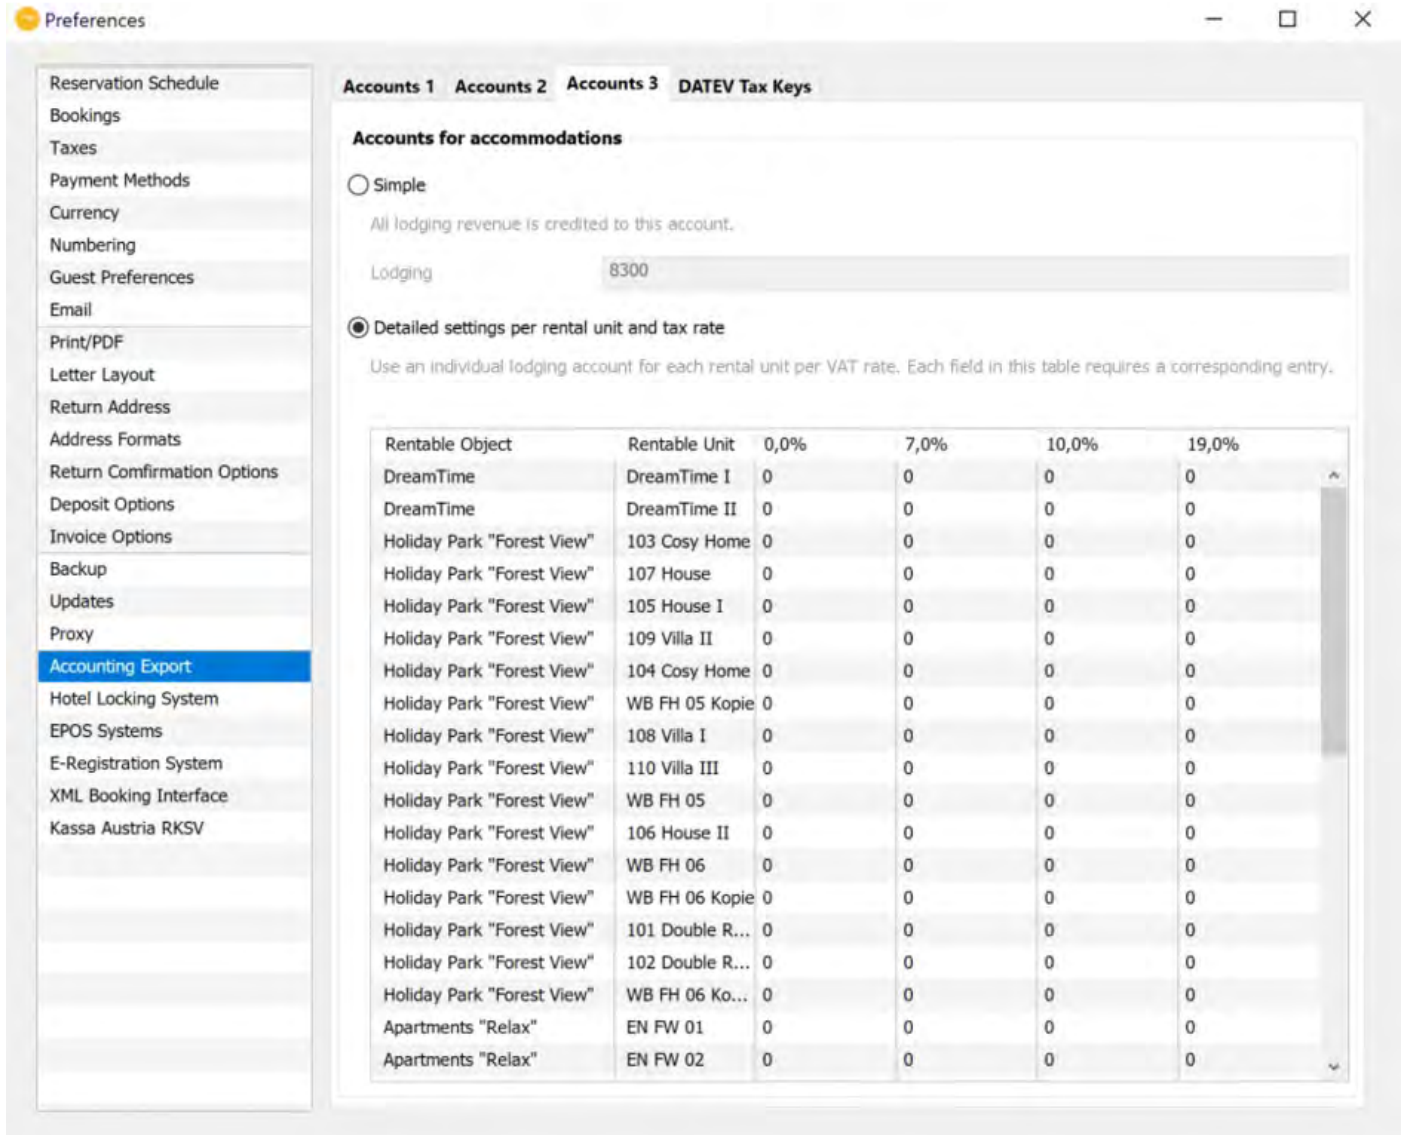 Preferences
Reservation Schedule
Bookings
Taxes
Payment Methods
Currency
Numbering
Guest Preferences
Email
Print/PDF
Letter Layout
Return Address
Address Formats
Return Comfirmation Options
Deposit Options
Invoice Options
Backup
Updates
Proxy
Accounting Export
Hotel Locking System
EPOS Systems
E-Registration System
XML Booking Interface
Kassa Austria RKSV
Accounts 1 Accounts 2 Accounts 3 DATEV Tax Keys
Accounts for accommodations
Simple
All lodging revenue is credited to this account.
Lodging 8300
Detailed settings per rental unit and tax rate
Use an individual lodging account for each rental unit per VAT rate. Each field in this table requires a corresponding entry.
Rentable Object Rentable Unit 0,0% 7,0% 10,0% 19,0%
DreamTime DreamTime I 0 0 0 0
DreamTime DreamTime II 0 0 0 0
Holiday Park "Forest View" 103 Cosy Home 0 0 0 0
Holiday Park "Forest View" 107 House 0 0 0 0
Holiday Park "Forest View" 105 House I 0 0 0 0
Holiday Park "Forest View" 109 Villa II 0 0 0 0
Holiday Park "Forest View" 104 Cosy Home 0 0 0 0
Holiday Park "Forest View" WB FH 05 Kopie 0 0 0 0
Holiday Park "Forest View" 108 Villa I 0 0 0 0
Holiday Park "Forest View" 110 Villa III 0 0 0 0
Holiday Park "Forest View" WB FH 05 0 0 0 0
Holiday Park "Forest View" 106 House II 0 0 0 0
Holiday Park "Forest View" WB FH 06 0 0 0 0
Holiday Park "Forest View" WB FH 06 Kopie 0 0 0 0
Holiday Park "Forest View" 101 Double R... 0 0 0 0
Holiday Park "Forest View" 102 Double R... 0 0 0 0
Holiday Park "Forest View" WB FH 06 Ko... 0 0 0 0
Apartments "Relax" EN FW 01 0 0 0 0
Apartments "Relax" EN FW 02 0 0 0 0